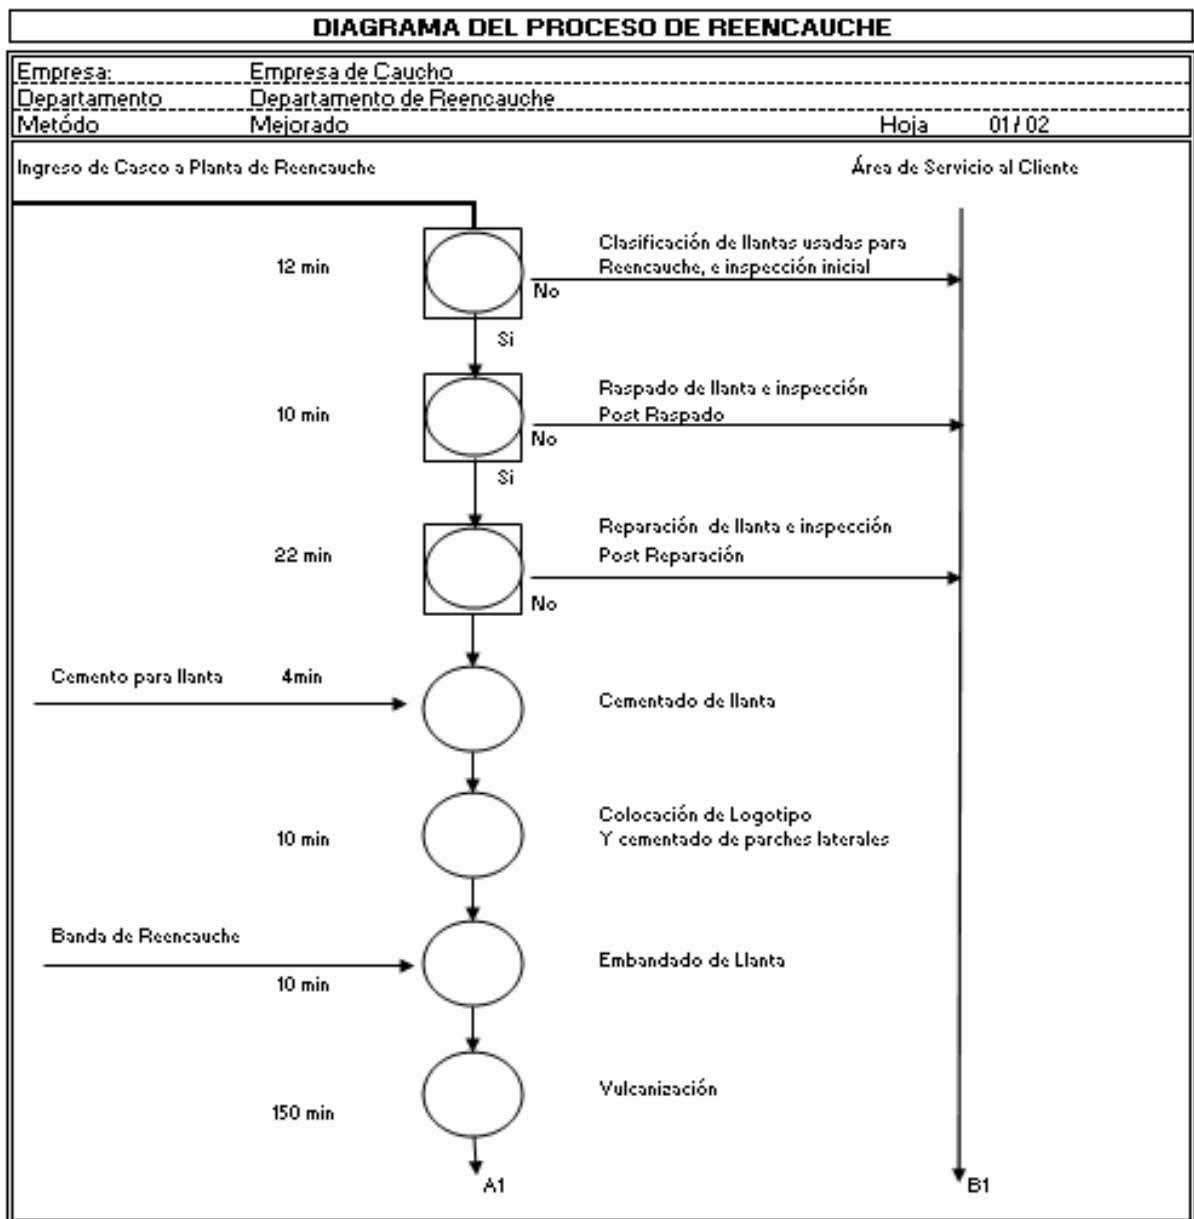 DIAGRAMA DEL PROCESO DE REENCAUCHE
Empresa: Empresa de Caucho
Departamento Departamento de Reencauche
Metódo Mejorado Hoja 01/02
Ingreso de Casco a Planta de Reencauche Área de Servicio al Cliente
Clasificación de llantas usadas para
12 min Reencauche, e inspección inicial
No
Si
Raspado de llanta e inspección
10 min Post Raspado
No
Si
Reparación de llanta e inspección
22 min Post Reparación
No
Cemento para llanta 4min
Cementado de llanta
Colocación de Logotipo
10 min Y cementado de parches laterales
Banda de Reencauche
Embandado de Llanta
10 min
Vulcanización
150 min
A1 B1